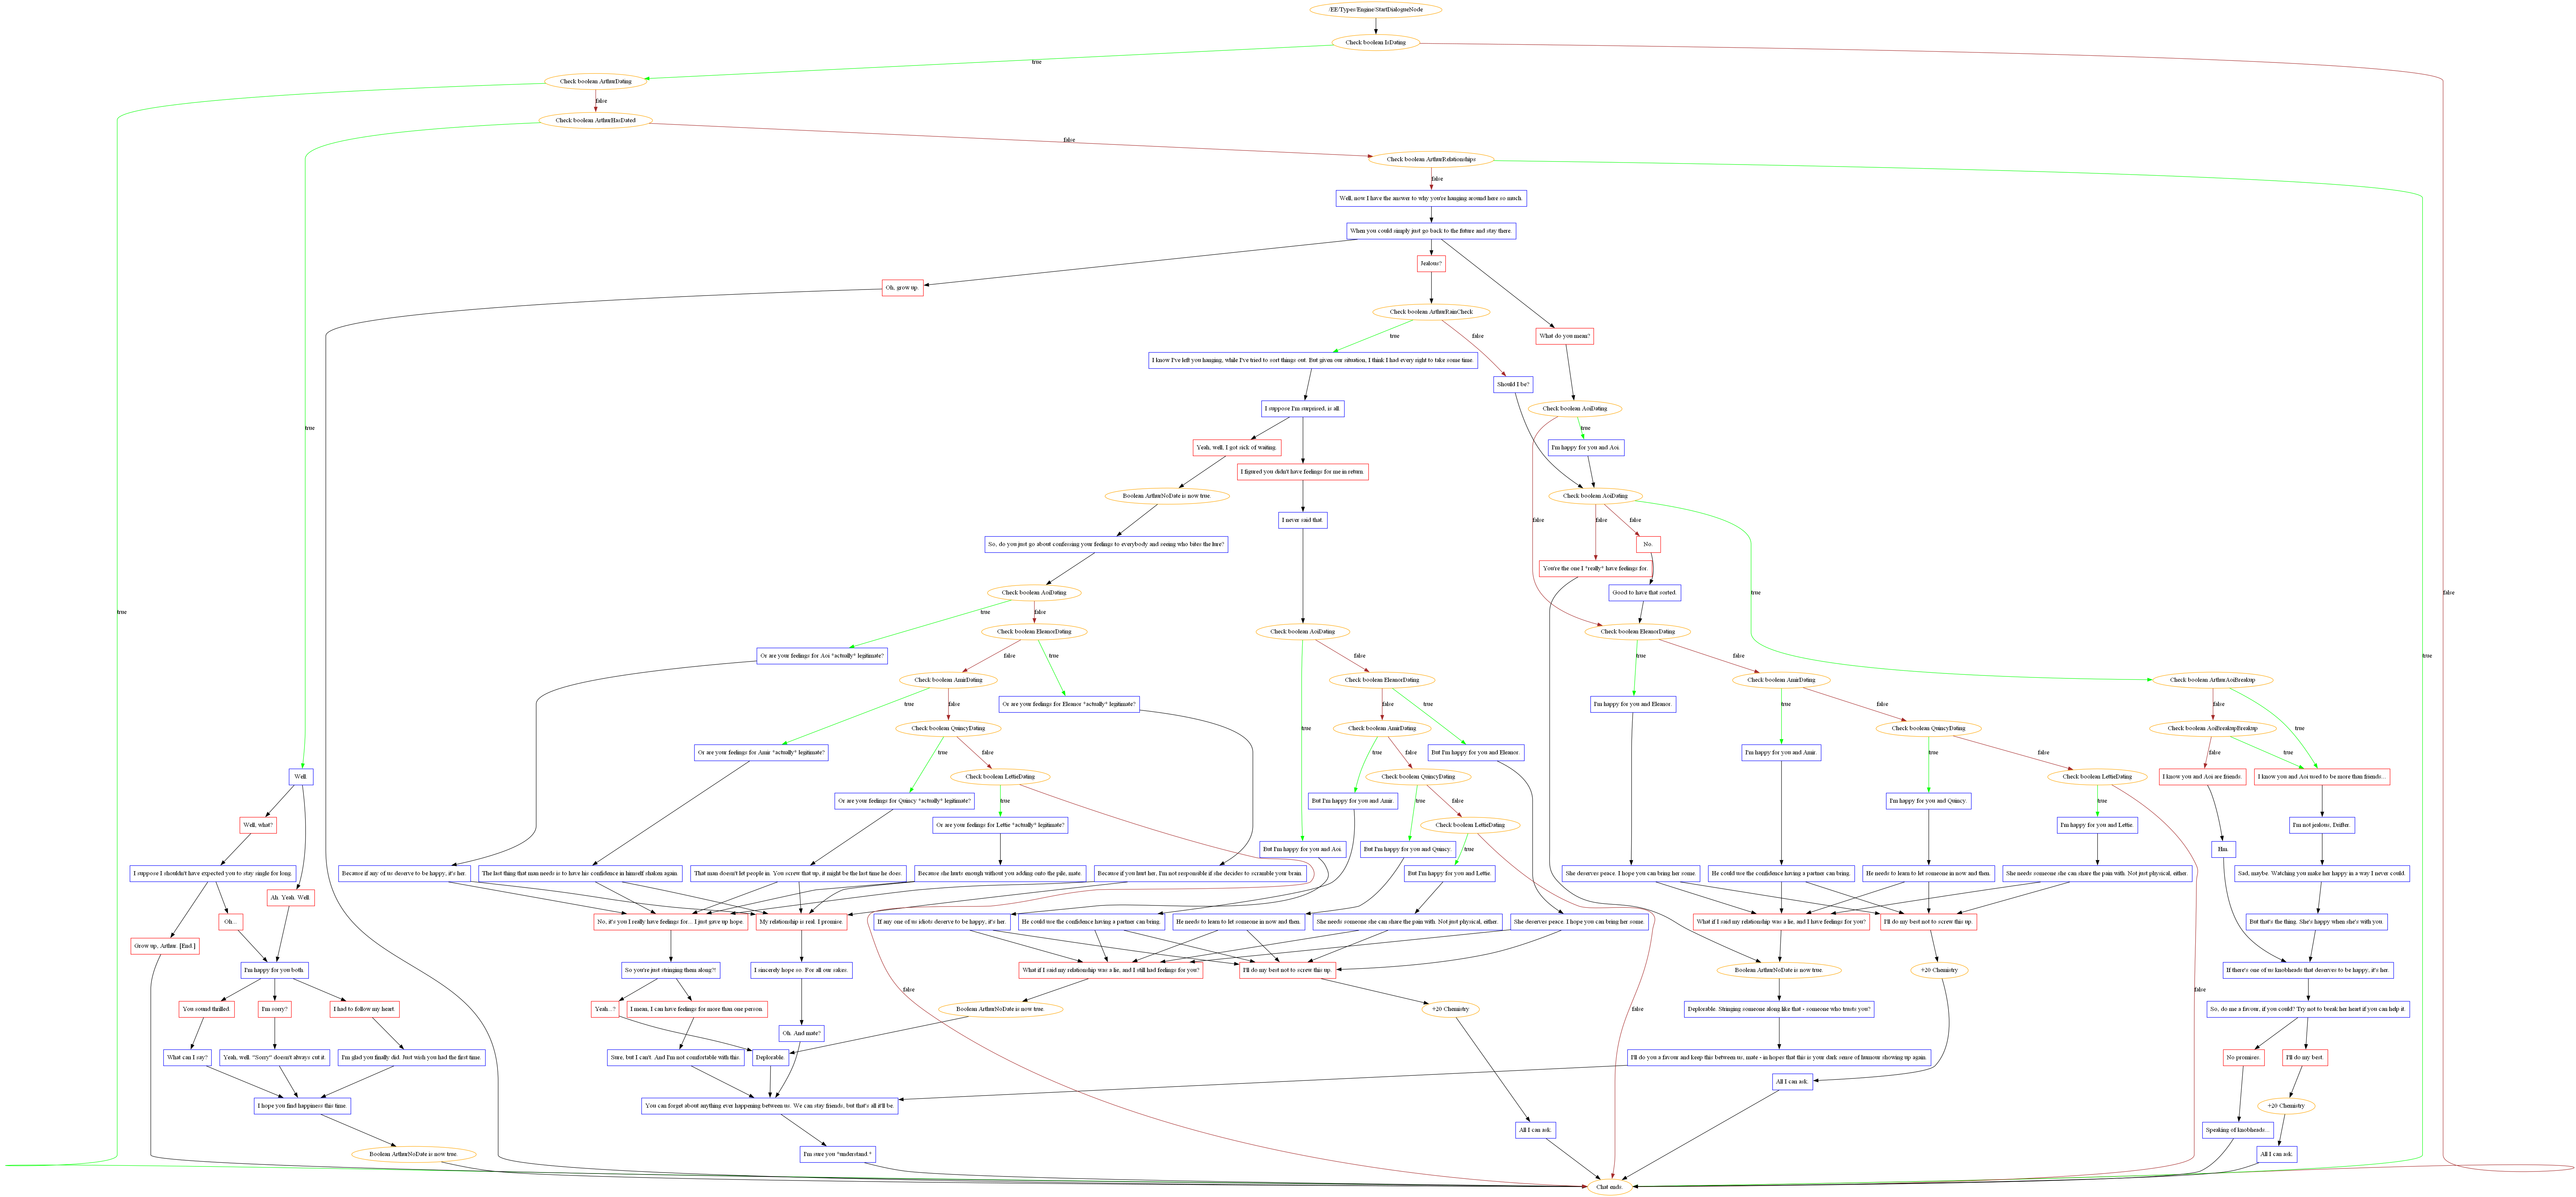 /EE/Types/Engine/StartDialogueNode
Check boolean IsDating
true
Check boolean ArthurDating
false
Check boolean ArthurHasDated
false
Check boolean ArthurRelationships
false
Well, now I have the answer to why you're hanging around here so much.
When you could simply just go back to the future and stay there.
Jealous?
Oh, grow up.
Check boolean ArthurRainCheck
What do you mean?
true
false
I know I've left you hanging, while I've tried to sort things out. But given our situation, I think I had every right to take some time.
Should I be?
I suppose I'm surprised, is all.
Check boolean AoiDating
true
true
Yeah, well, I got sick of waiting.
I'm happy for you and Aoi.
I figured you didn't have feelings for me in return.
Boolean ArthurNoDate is now true.
Check boolean AoiDating
I never said that.
false
false
false
So, do you just go about confessing your feelings to everybody and seeing who bites the lure?
No.
You're the one I *really* have feelings for.
Check boolean AoiDating
true
Good to have that sorted.
false
true
true
false
true
Check boolean EleanorDating
Check boolean AoiDating
Check boolean EleanorDating
true
Or are your feelings for Aoi *actually* legitimate?
false
true
false
true
false
Check boolean AmirDating
Check boolean EleanorDating
Check boolean AmirDating
Check boolean ArthurAoiBreakup
true
false
Or are your feelings for Eleanor *actually* legitimate?
false
true
I'm happy for you and Eleanor.
true
false
false
true
Check boolean QuincyDating
true
Check boolean AmirDating
Check boolean QuincyDating
Check boolean AoiBreakupBreakup
Or are your feelings for Amir *actually* legitimate?
true
false
true
false
But I'm happy for you and Eleanor.
I'm happy for you and Amir.
true
false
false
true
Well.
Check boolean LettieDating
Check boolean QuincyDating
Check boolean LettieDating
I know you and Aoi are friends.
I know you and Aoi used to be more than friends...
Or are your feelings for Quincy *actually* legitimate?
true
But I'm happy for you and Amir.
true
false
I'm happy for you and Quincy.
true
Well, what?
Or are your feelings for Lettie *actually* legitimate?
Check boolean LettieDating
I'm happy for you and Lettie.
I'm not jealous, Drifter.
But I'm happy for you and Aoi.
But I'm happy for you and Quincy.
true
Hm.
I suppose I shouldn't have expected you to stay single for long.
Because if any of us deserve to be happy, it's her.
The last thing that man needs is to have his confidence in himself shaken again.
That man doesn't let people in. You screw that up, it might be the last time he does.
Because she hurts enough without you adding onto the pile, mate.
Because if you hurt her, I'm not responsible if she decides to scramble your brain.
But I'm happy for you and Lettie.
She deserves peace. I hope you can bring her some.
He could use the confidence having a partner can bring.
He needs to learn to let someone in now and then.
She needs someone she can share the pain with. Not just physical, either.
Sad, maybe. Watching you make her happy in a way I never could.
Ah. Yeah. Well.
Oh...
No, it's you I really have feelings for... I just gave up hope.
My relationship is real. I promise.
If any one of us idiots deserve to be happy, it's her.
He could use the confidence having a partner can bring.
He needs to learn to let someone in now and then.
She needs someone she can share the pain with. Not just physical, either.
She deserves peace. I hope you can bring her some.
What if I said my relationship was a lie, and I have feelings for you?
I'll do my best not to screw this up.
But that's the thing. She's happy when she's with you.
Grow up, Arthur. [End.]
I'm happy for you both.
So you're just stringing them along?!
I sincerely hope so. For all our sakes.
What if I said my relationship was a lie, and I still had feelings for you?
I'll do my best not to screw this up.
Boolean ArthurNoDate is now true.
+20 Chemistry
If there's one of us knobheads that deserves to be happy, it's her.
false
false
You sound thrilled.
I'm sorry?
I had to follow my heart.
Yeah...?
I mean, I can have feelings for more than one person.
Boolean ArthurNoDate is now true.
+20 Chemistry
false
Deplorable. Stringing someone along like that - someone who trusts you?
So, do me a favour, if you could? Try not to break her heart if you can help it.
Oh. And mate?
What can I say?
Yeah, well. "Sorry" doesn't always cut it.
I'm glad you finally did. Just wish you had the first time.
Sure, but I can't. And I'm not comfortable with this.
Deplorable.
I'll do you a favour and keep this between us, mate - in hopes that this is your dark sense of humour showing up again.
No promises.
I'll do my best.
All I can ask.
I hope you find happiness this time.
You can forget about anything ever happening between us. We can stay friends, but that's all it'll be.
+20 Chemistry
All I can ask.
Speaking of knobheads...
Boolean ArthurNoDate is now true.
I'm sure you *understand.*
All I can ask.
Chat ends.